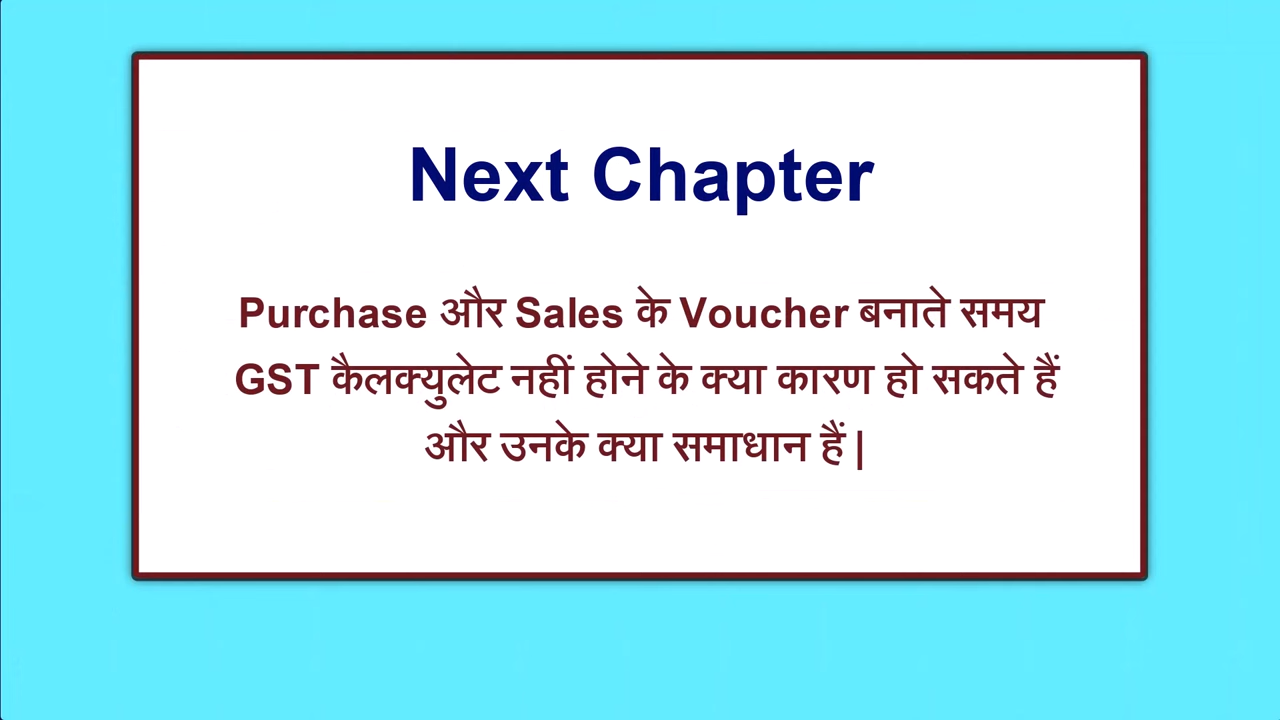 Next Chapter
Purchase और Sales के Voucher बनाते समय
GST कैलक्युलेट नहीं होने के क्या कारण हो सकते हैं
और उनके क्या समाधान हैं |